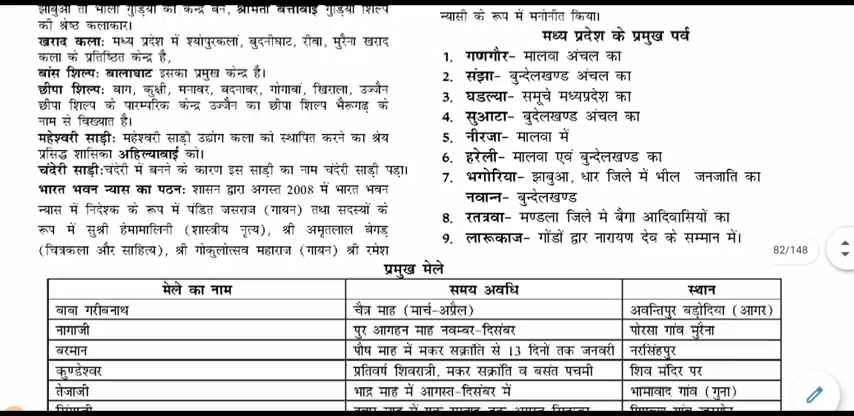 झाबुआ तो भीली गुड़ियों का केन्द्र बने, श्रीमती बत्तीबाई गुड़िया शिल्प
की श्रेष्ठ कलाकार।
खराद कला: मध्य प्रदेश में श्योपुरकलां, बुदनीघाट, रीवा, मुरैना खराद
कला के प्रतिष्ठित केन्द्र है,
बांस शिल्प: बालाघाट इसका प्रमुख केन्द्र है।
छीपा शिल्प: बाग, कुक्षी, मनावर, बदनावर, गोगावां, खिराला, उज्जैन
छीपा शिल्प के पारम्परिक केन्द्र उज्जैन का छीपा शिल्प भैरूगढ़ के
नाम से विख्यात है।
महेश्वरी साड़ी: महेश्वरी साड़ी उद्योग कला को स्थापित करने का श्रेय
प्रसिद्ध शासिका अहिल्याबाई को।
चंदेरी साड़ी:चंदेरी में बनने के कारण इस साड़ी का नाम चंदेरी साड़ी पड़ा।
भारत भवन न्यास का पठन: शासन द्वारा अगस्त 2008 में भारत भवन
न्यास में निदेशक के रूप में पंडित जसराज (गायन) तथा सदस्यों के
रूप में सुश्री हेमामालिनी (शास्त्रीय नृत्य), श्री अमृतलाल बेगड़
(चित्रकला और साहित्य), श्री गोकुलोत्सव महाराज (गायन) श्री रमेश
न्यासी के रूप में मनोनीत किया।
मध्य प्रदेश के प्रमुख पर्व
1. गणगौर- मालवा अंचल का
2. संझा- बुन्देलखण्ड अंचल का
3. घडल्या- समूचे मध्यप्रदेश का
4. सुआटा- बुदेलखण्ड अंचल का
5. नीरजा- मालवा में
6. हरेली- मालवा एवं बुन्देलखण्ड का
7. भगोरिया- झाबुआ, धार जिले में भील जनजाति का
नवान्न- बुन्देलखण्ड
8. रतत्रवा- मण्डला जिले मे बैगा आदिवासियों का
9. लारूकाज- गोंडों द्वार नारायण देव के सम्मान में।
82/148
प्रमुख मेले
मेले का नाम समय अवधि स्थान
बाबा गरीबनाथ चैत्र माह (मार्च-अप्रैल) अवन्तिपुर बड़ोदिया (आगर)
नागाजी पुर आगहन माह नवम्बर-दिसंबर पोरसा गांव मुरैना
बरमान पौष माह में मकर सक्रांति से 13 दिनों तक जनवरी नरसिंहपुर
कुण्डेश्वर प्रतिवर्ष शिवरात्री, मकर सक्रांति व बसंत पचमी शिव मंदिर पर
तेजाजी भाद्र माह में आगस्त-दिसंबर में भामावाद गांव (गुना)